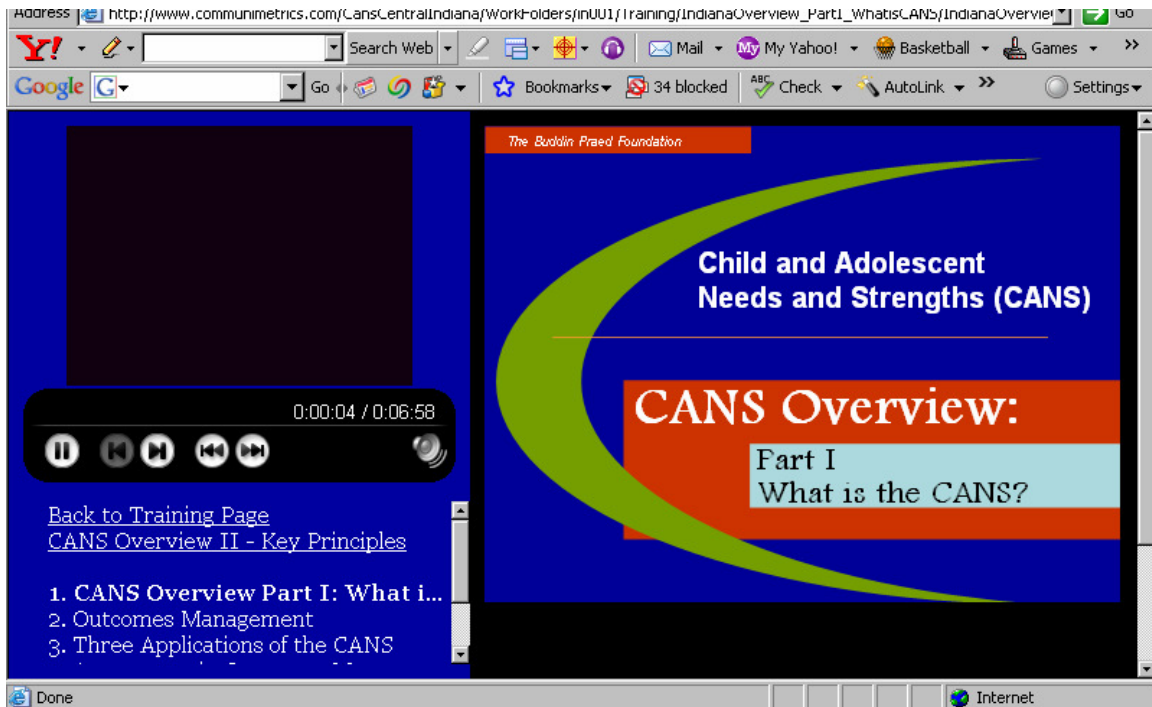 Address http://www.communimetrics.com/CansCentralIndiana/WorkFolders/in001/Training/IndianaOverview_Part1_WhatisCANS/IndianaOverview Go
Y! Search Web Mail My My Yahoo! Basketball Games »
Google G Go Bookmarks 34 blocked ABC Check AutoLink » Settings
The Buddin Praed Foundation
Child and Adolescent
Needs and Strengths (CANS)
CANS Overview:
Part I
What is the CANS?
0:00:04 / 0:06:58
Back to Training Page
CANS Overview II - Key Principles
1. CANS Overview Part I: What i...
2. Outcomes Management
3. Three Applications of the CANS
Done Internet